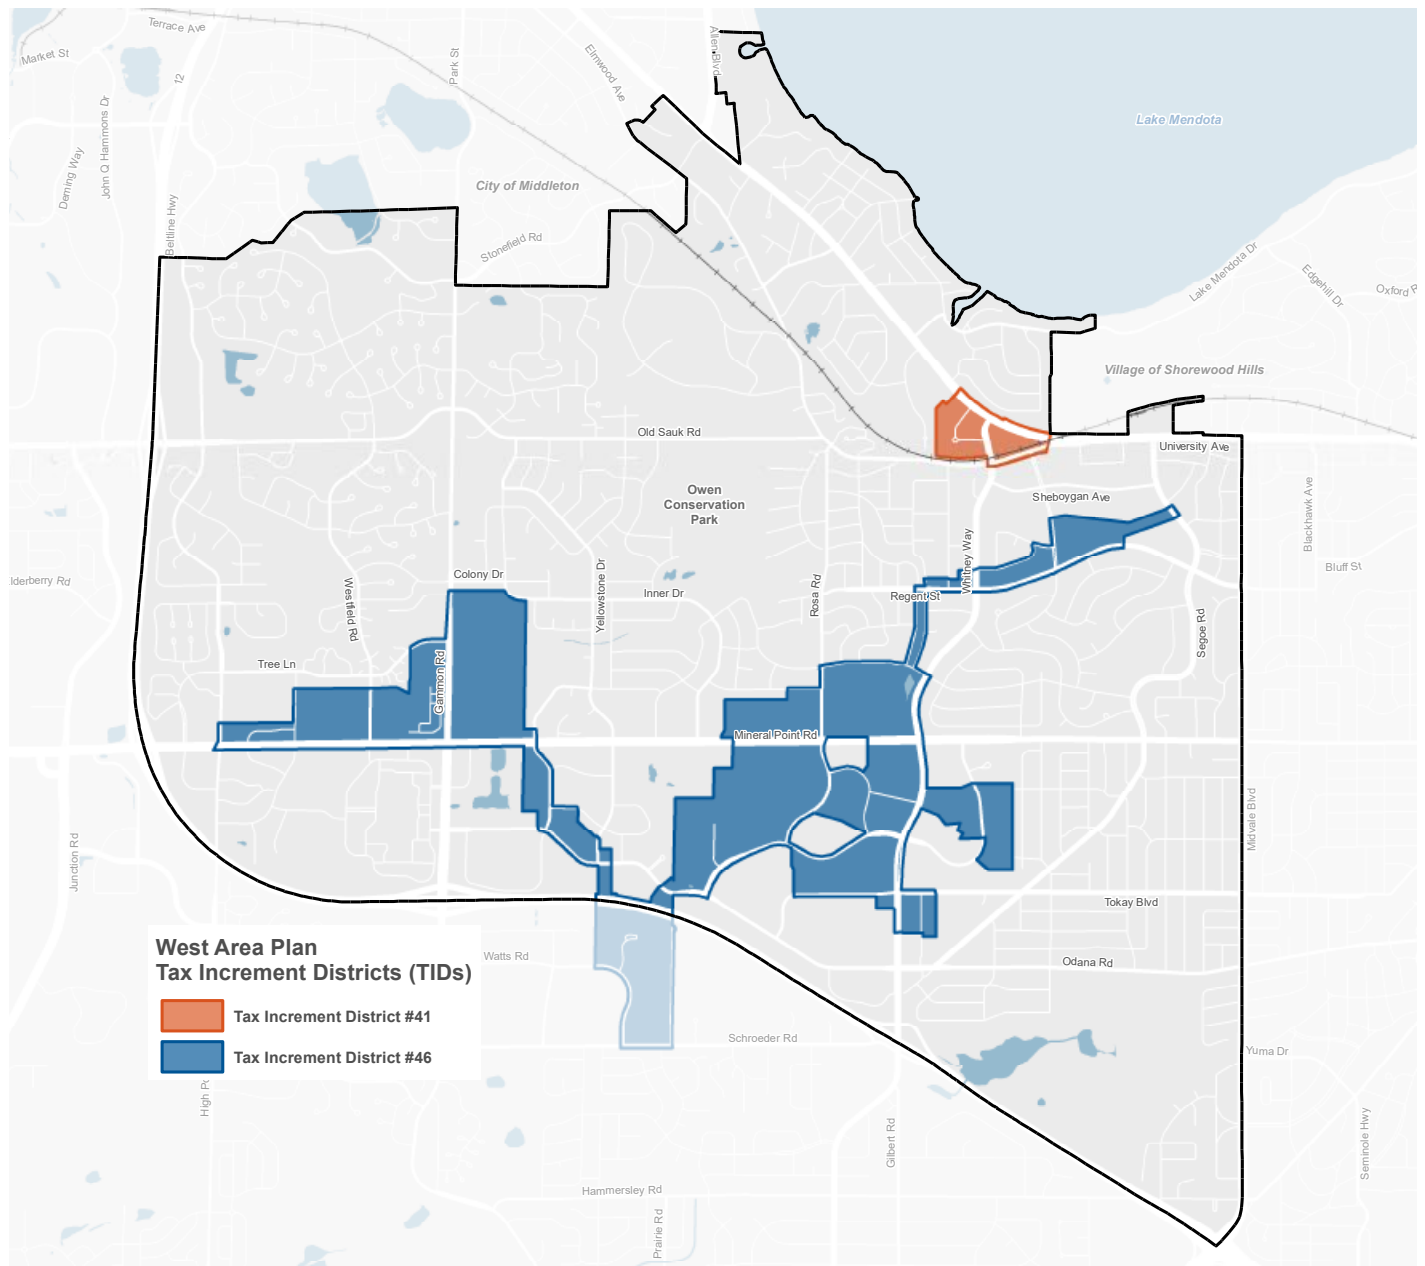 Terrace Ave
Market St
12
Park St
Elmwood Ave
Allen Blvd
Lake Mendota
John Q Hammons Dr
Deming Way
City of Middleton
Beltline Hwy
Stonefield Rd
Lake Mendota Dr
Edgehill Dr
Village of Shorewood Hills
Old Sauk Rd
University Ave
Owen
Conservation
Park
Sheboygan Ave
Blackhawk Ave
Whitney Way
Bluff St
Colony Dr
Yellowstone Dr
Inner Dr
Rosa Rd
Regent St
Westfield Rd
Segoe Rd
Tree Ln
Gammon Rd
Mineral Point Rd
Midvale Blvd
Junction Rd
Tokay Blvd
Watts Rd
Odana Rd
West Area Plan
Tax Increment Districts (TIDs)
Tax Increment District #41
Tax Increment District #46
Schroeder Rd
Yuma Dr
Gilbert Rd
Seminole Hwy
Hammersley Rd
Prairie Rd